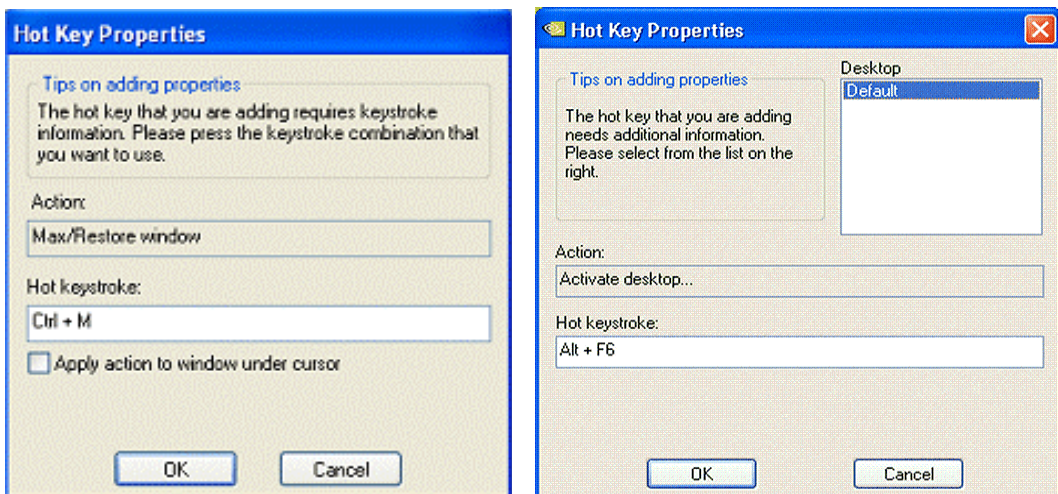 Hot Key Properties
Tips on adding properties
The hot key that you are adding requires keystroke
information. Please press the keystroke combination that
you want to use.
Action:
Max/Restore window
Hot keystroke:
Ctrl + M
Apply action to window under cursor
OK
Cancel
Hot Key Properties
Tips on adding properties
The hot key that you are adding
needs additional information.
Please select from the list on the
right.
Desktop
Default
Action:
Activate desktop...
Hot keystroke:
Alt + F6
OK
Cancel